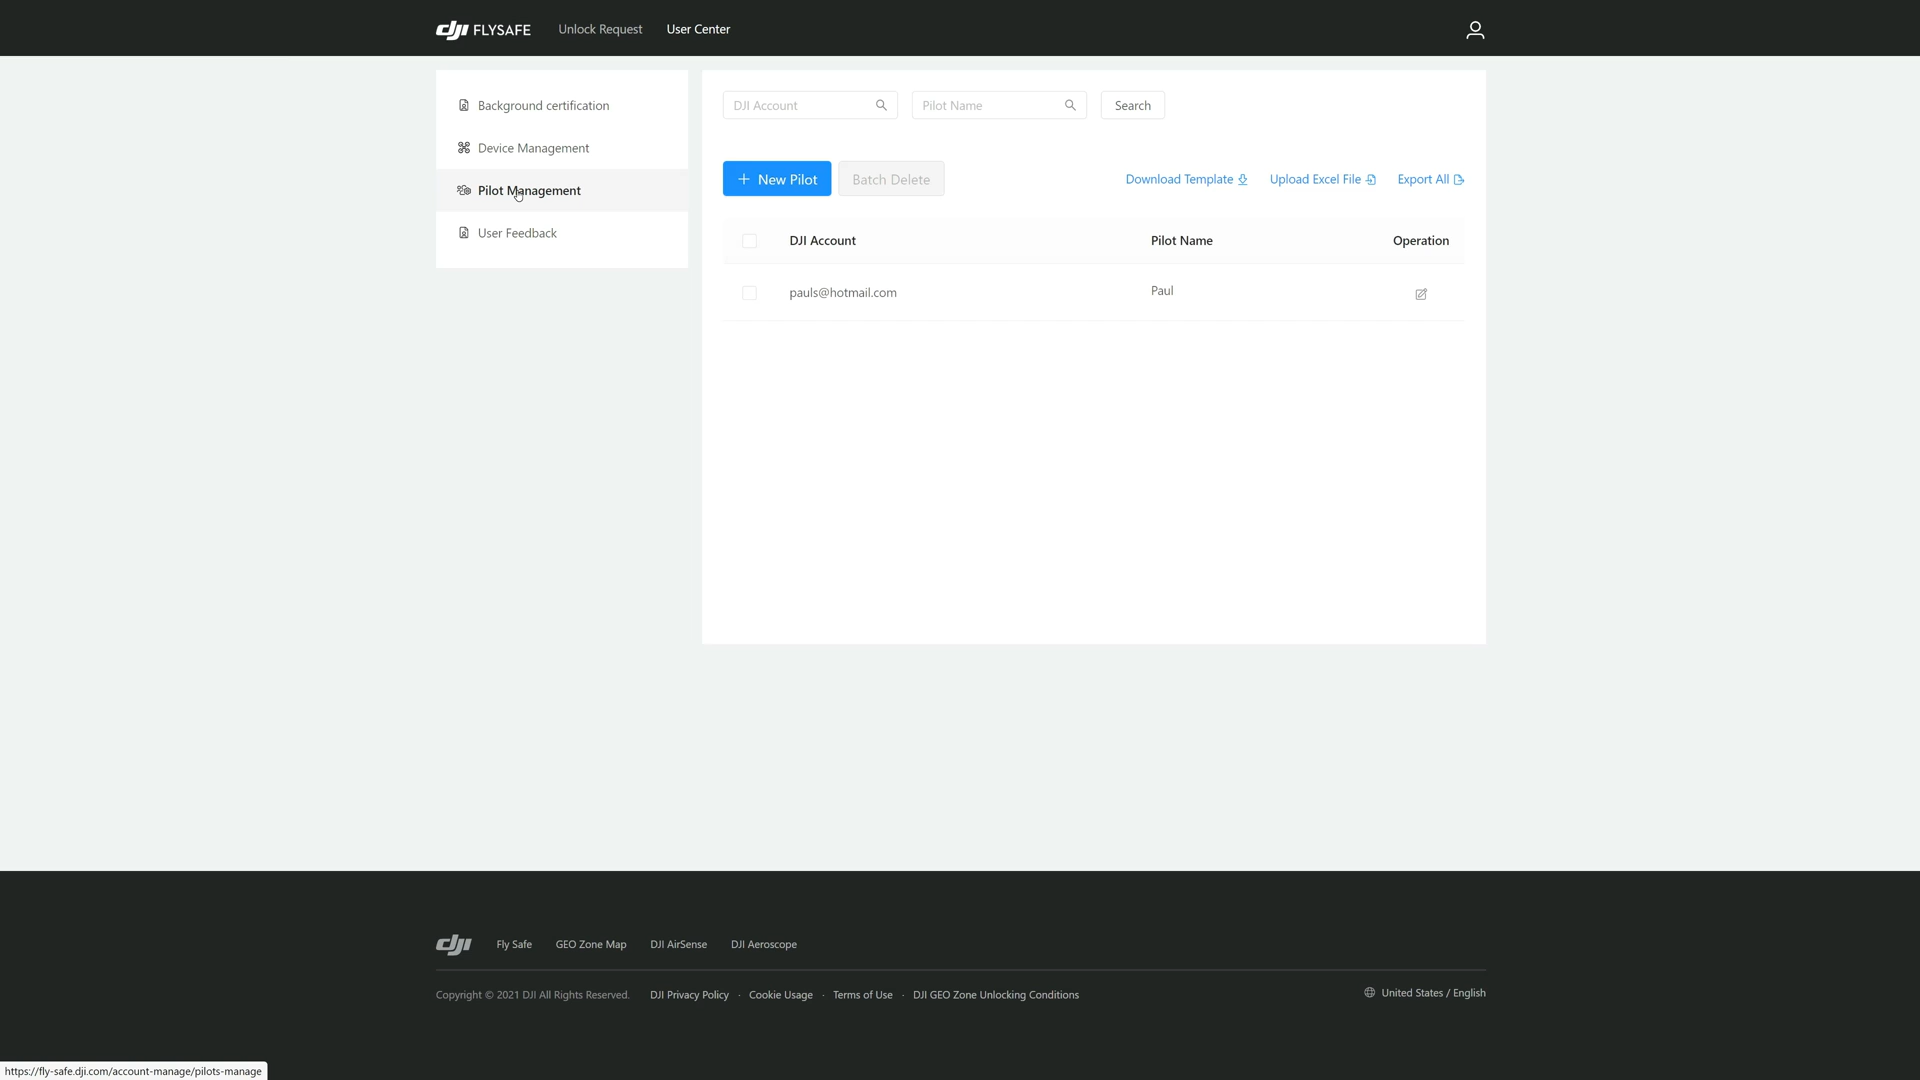 dji FLYSAFE Unlock Request User Center
Background certification
Device Management
Pilot Management
User Feedback
DJI Account Pilot Name Search
New Pilot Batch Delete Download Template Upload Excel File Export All
DJI Account Pilot Name Operation
pauls@hotmail.com Paul
dji Fly Safe GEO Zone Map DJI AirSense DJI Aeroscope
Copyright © 2021 DJI All Rights Reserved. DJI Privacy Policy · Cookie Usage · Terms of Use · DJI GEO Zone Unlocking Conditions United States / English
https://fly-safe.dji.com/account-manage/pilots-manage